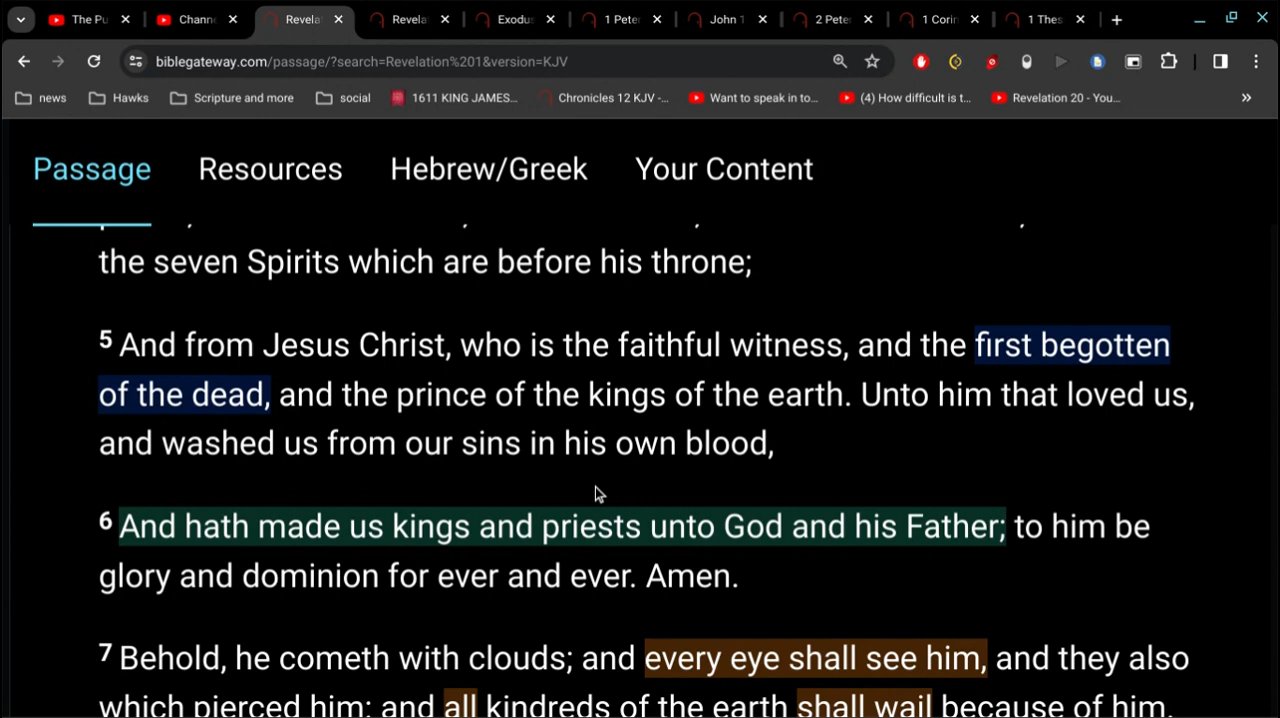 The Pu
Chann
Revela
Revela
Exodu
1 Peter
John 1
2 Pete
1 Corin
1 Thes
biblegateway.com/passage/?search=Revelation%201&version=KJV
news
Hawks
Scripture and more
social
1611 KING JAMES...
Chronicles 12 KJV -...
Want to speak in to...
(4) How difficult is t...
Revelation 20 - You...
Passage
Resources
Hebrew/Greek
Your Content
the seven Spirits which are before his throne;
5 And from Jesus Christ, who is the faithful witness, and the first begotten
of the dead, and the prince of the kings of the earth. Unto him that loved us,
and washed us from our sins in his own blood,
6 And hath made us kings and priests unto God and his Father; to him be
glory and dominion for ever and ever. Amen.
7 Behold, he cometh with clouds; and every eye shall see him, and they also
which pierced him: and all kindreds of the earth shall wail because of him.